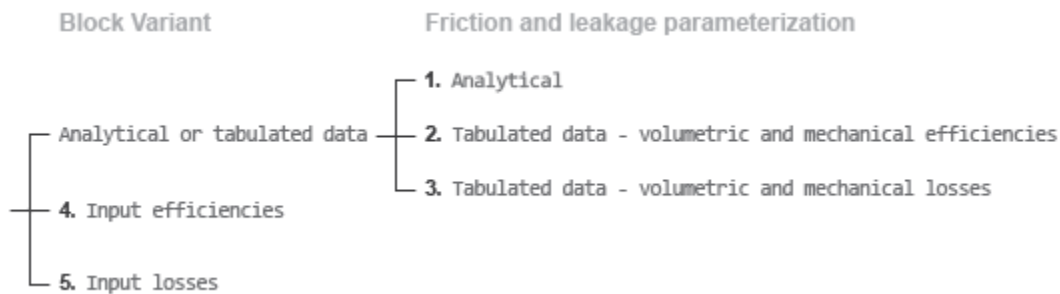 Block Variant
Friction and leakage parameterization
1. Analytical
Analytical or tabulated data
2. Tabulated data - volumetric and mechanical efficiencies
3. Tabulated data - volumetric and mechanical losses
4. Input efficiencies
5. Input losses